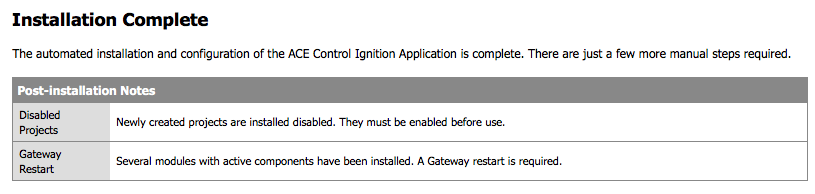 Installation Complete
The automated installation and configuration of the ACE Control Ignition Application is complete. There are just a few more manual steps required.
Post-installation Notes
Disabled
Projects
Newly created projects are installed disabled. They must be enabled before use.
Gateway
Restart
Several modules with active components have been installed. A Gateway restart is required.